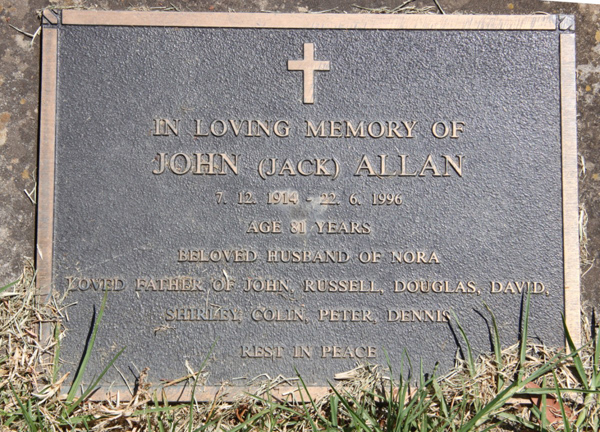 IN LOVING MEMORY OF
JOHN (JACK) ALLAN
7. 12. 1914 - 22. 6. 1996
AGE 81 YEARS
BELOVED HUSBAND OF NORA
LOVED FATHER OF JOHN, RUSSELL, DOUGLAS, DAVID,
SHIRLEY, COLIN, PETER, DENNIS
REST IN PEACE